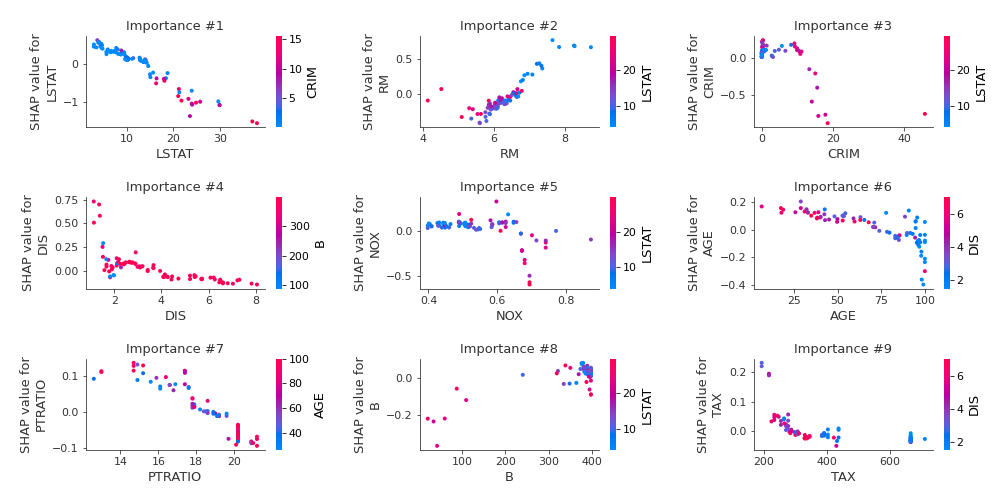 Importance #1
SHAP value for
LSTAT
0
−1
10
20
30
LSTAT
15
10
5
CRIM
Importance #2
SHAP value for
RM
0.5
0.0
4
6
8
RM
20
10
LSTAT
Importance #3
SHAP value for
CRIM
0.0
−0.5
0
20
40
CRIM
20
10
LSTAT
Importance #4
SHAP value for
DIS
0.75
0.50
0.25
0.00
2
4
6
8
DIS
300
200
100
B
Importance #5
SHAP value for
NOX
0.0
−0.5
0.4
0.6
0.8
NOX
20
10
LSTAT
Importance #6
SHAP value for
AGE
0.2
0.0
−0.2
−0.4
25
50
75
100
AGE
6
4
2
DIS
Importance #7
SHAP value for
PTRATIO
0.1
0.0
−0.1
14
16
18
20
PTRATIO
100
80
60
40
AGE
Importance #8
SHAP value for
B
0.0
−0.2
100
200
300
400
B
20
10
LSTAT
Importance #9
SHAP value for
TAX
0.2
0.1
0.0
200
400
600
TAX
6
4
2
DIS